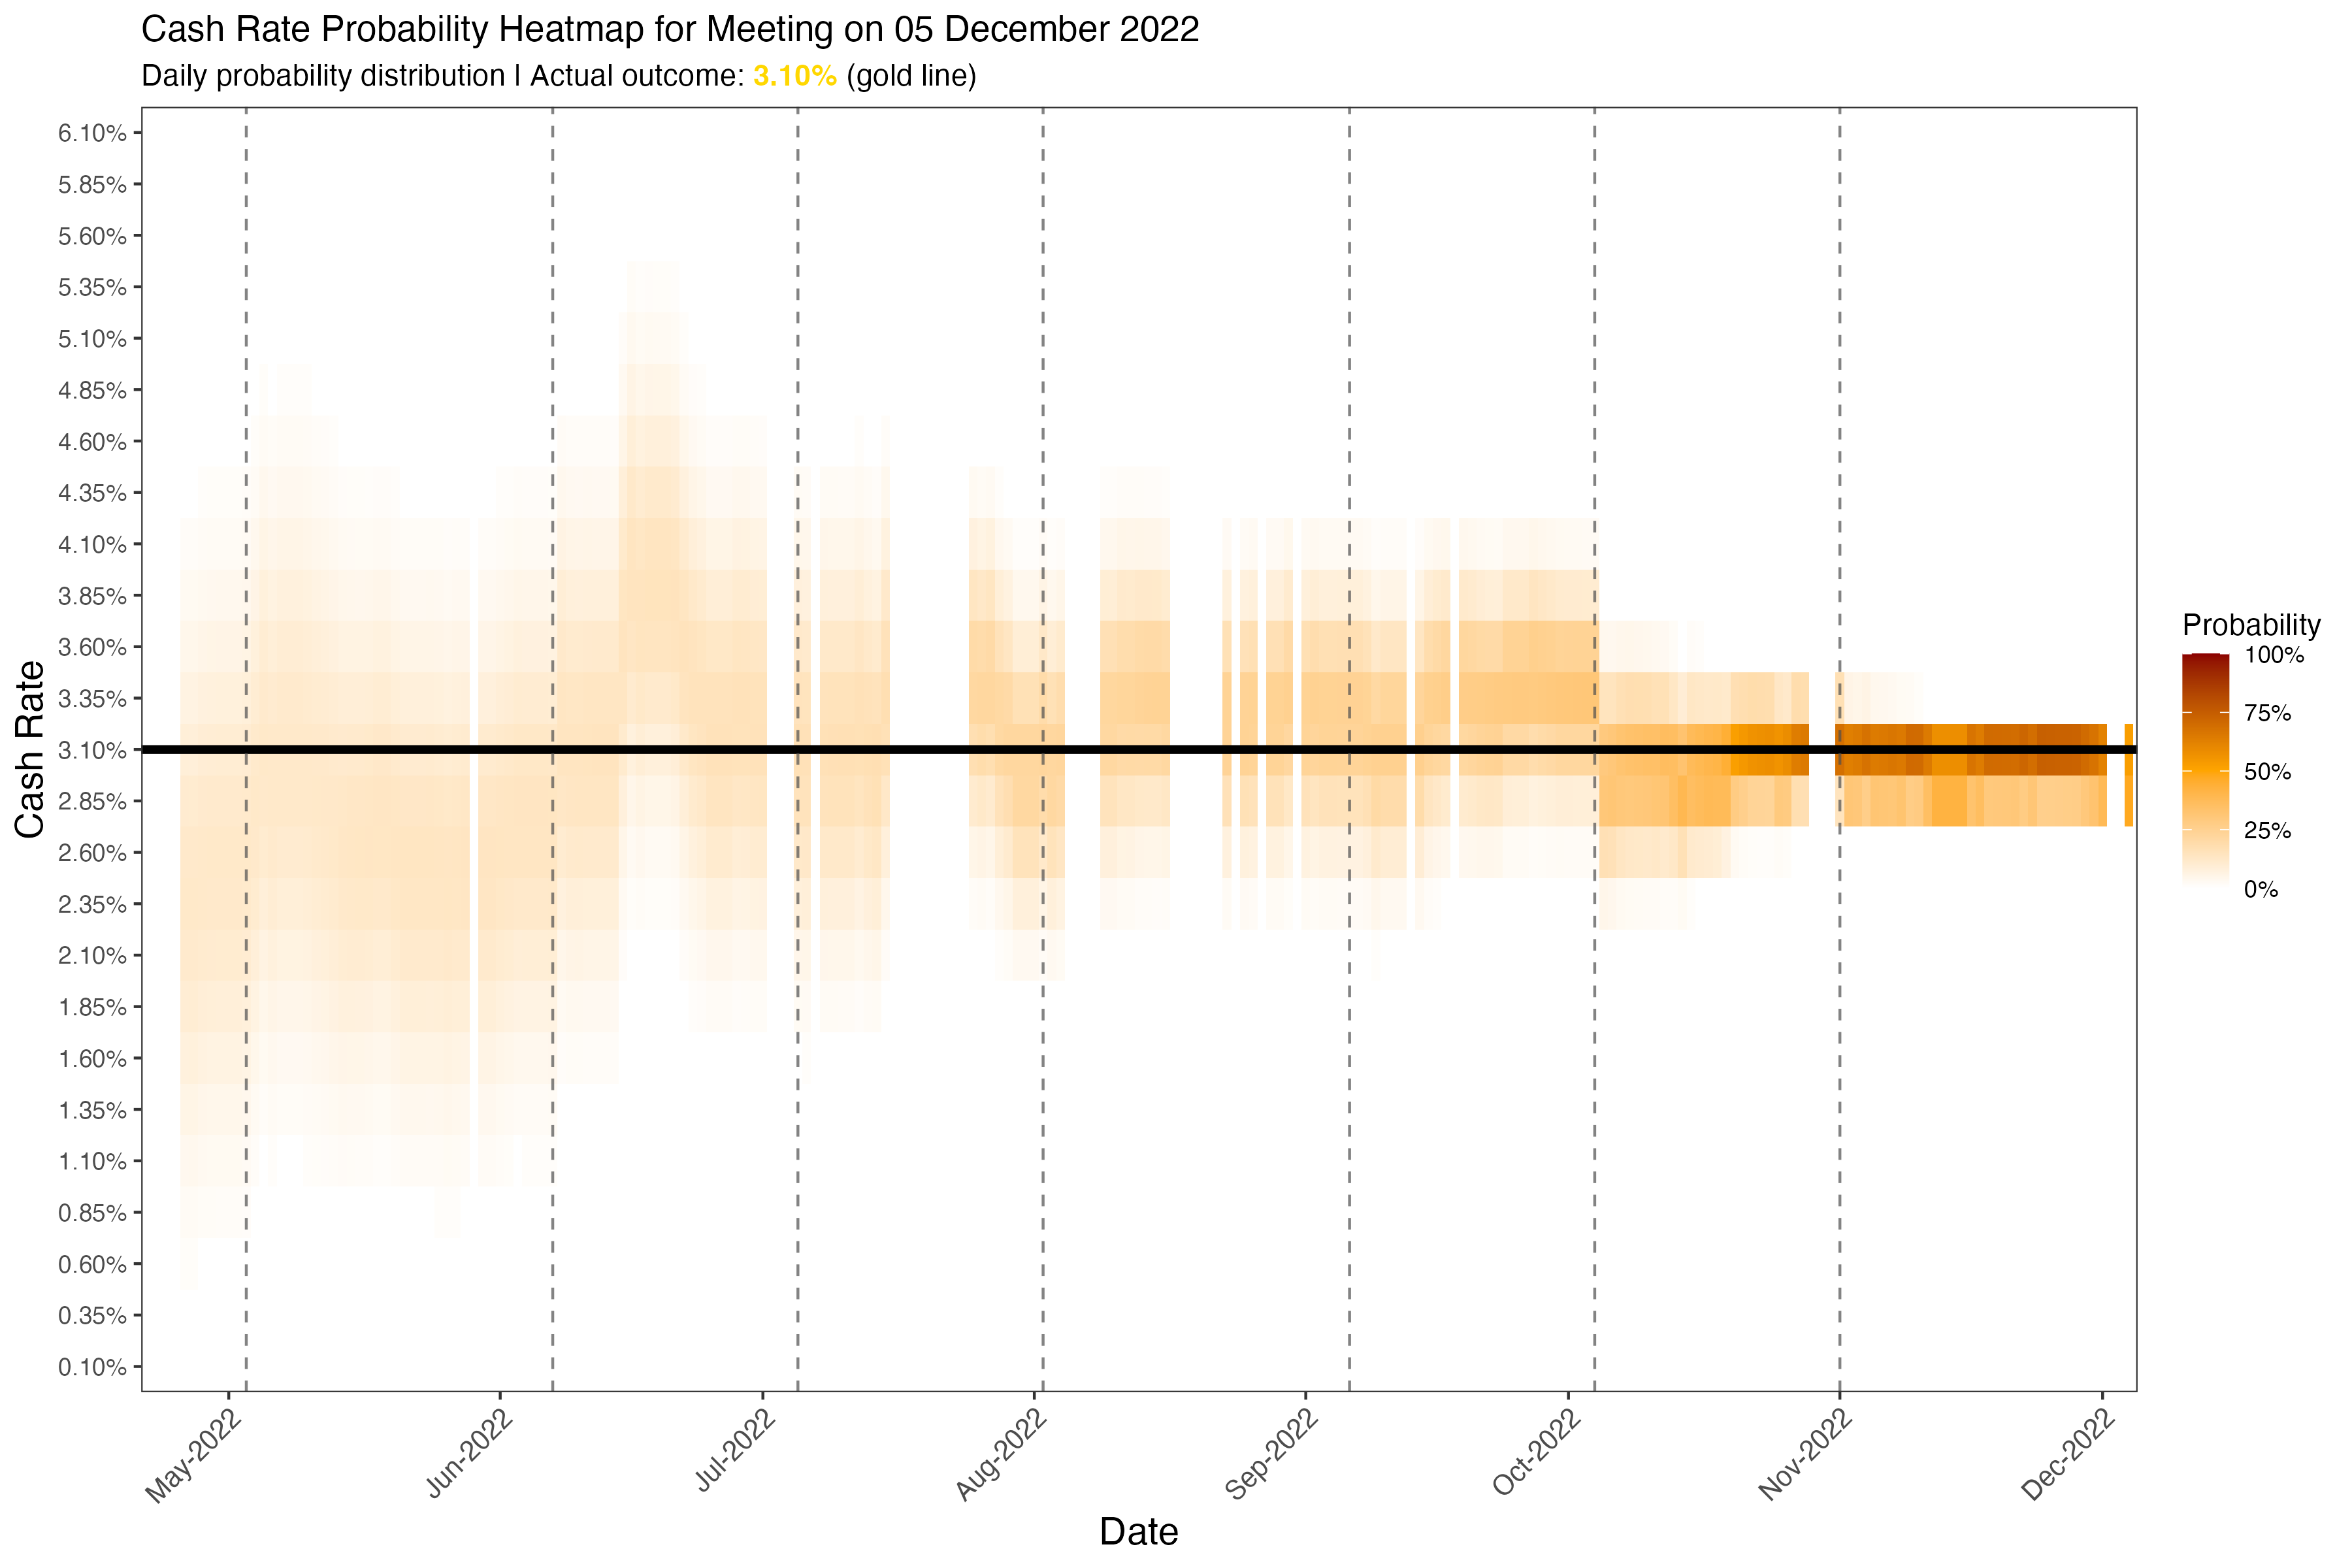 Cash Rate Probability Heatmap for Meeting on 05 December 2022
Daily probability distribution | Actual outcome: 3.10% (gold line)
Cash Rate
6.10%
5.85%
5.60%
5.35%
5.10%
4.85%
4.60%
4.35%
4.10%
3.85%
3.60%
3.35%
3.10%
2.85%
2.60%
2.35%
2.10%
1.85%
1.60%
1.35%
1.10%
0.85%
0.60%
0.35%
0.10%
May-2022
Jun-2022
Jul-2022
Aug-2022
Sep-2022
Oct-2022
Nov-2022
Dec-2022
Date
Probability
100%
75%
50%
25%
0%